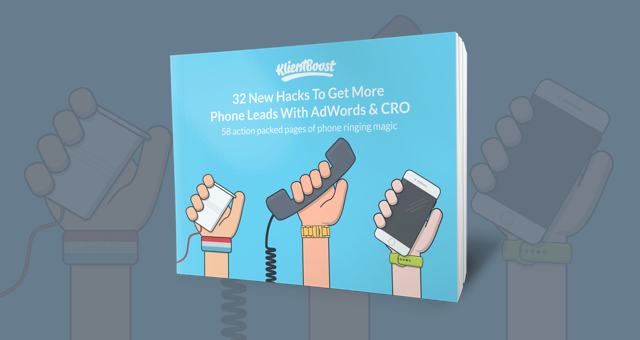 KlientBoost
32 New Hacks To Get More
Phone Leads With AdWords & CRO
58 action packed pages of phone ringing magic